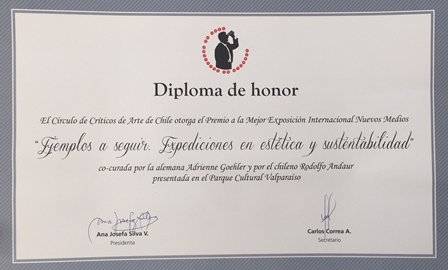 Diploma de honor
El Círculo de Críticos de Arte de Chile otorga el Premio a la Mejor Exposición Internacional Nuevos Medios
"Ejemplos a seguir. Expediciones en estética y sustentabilidad"
co-curada por la alemana Adrienne Goehler y por el chileno Rodolfo Andaur
presentada en el Parque Cultural Valparaíso
Ana Josefa Silva V.
Presidenta
Carlos Correa A.
Secretario